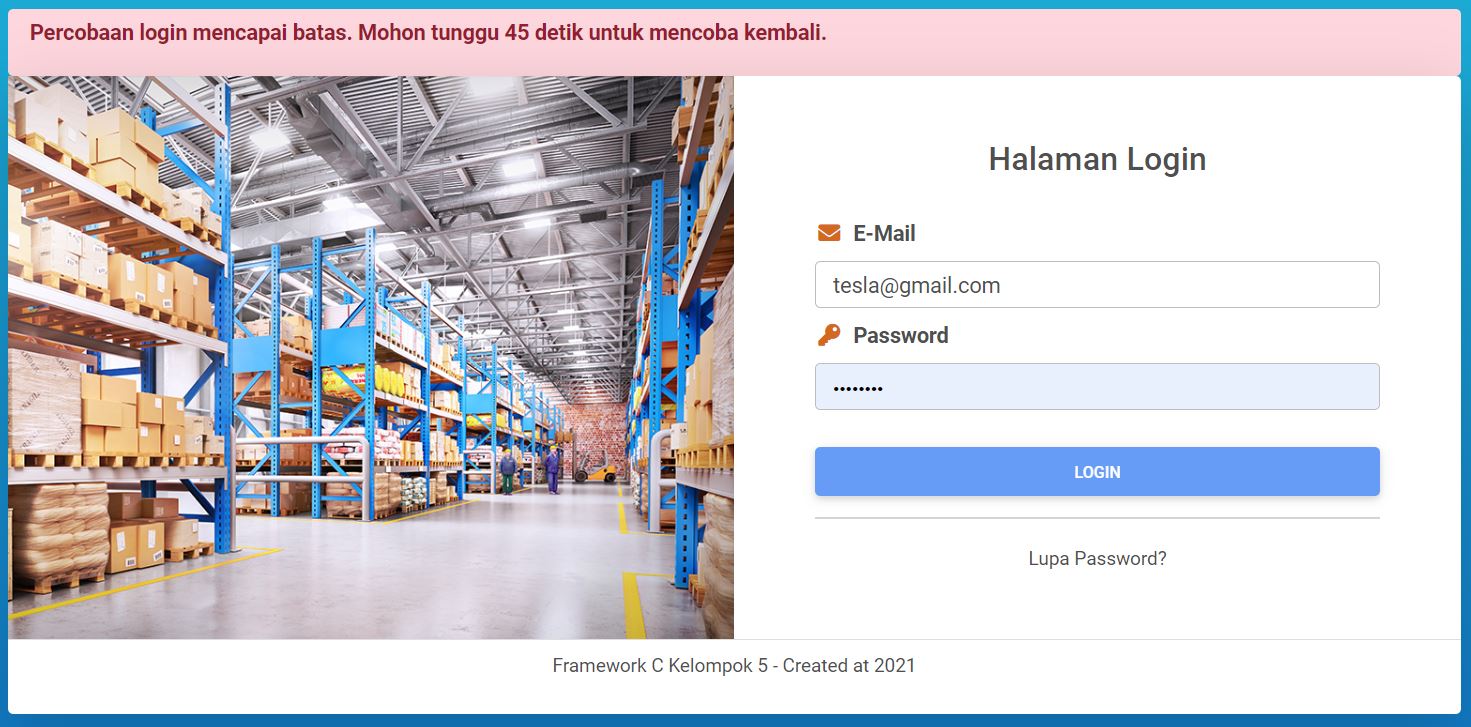 Percobaan login mencapai batas. Mohon tunggu 45 detik untuk mencoba kembali.
Halaman Login
E-Mail
tesla@gmail.com
Password
••••••••
LOGIN
Lupa Password?
Framework C Kelompok 5 - Created at 2021